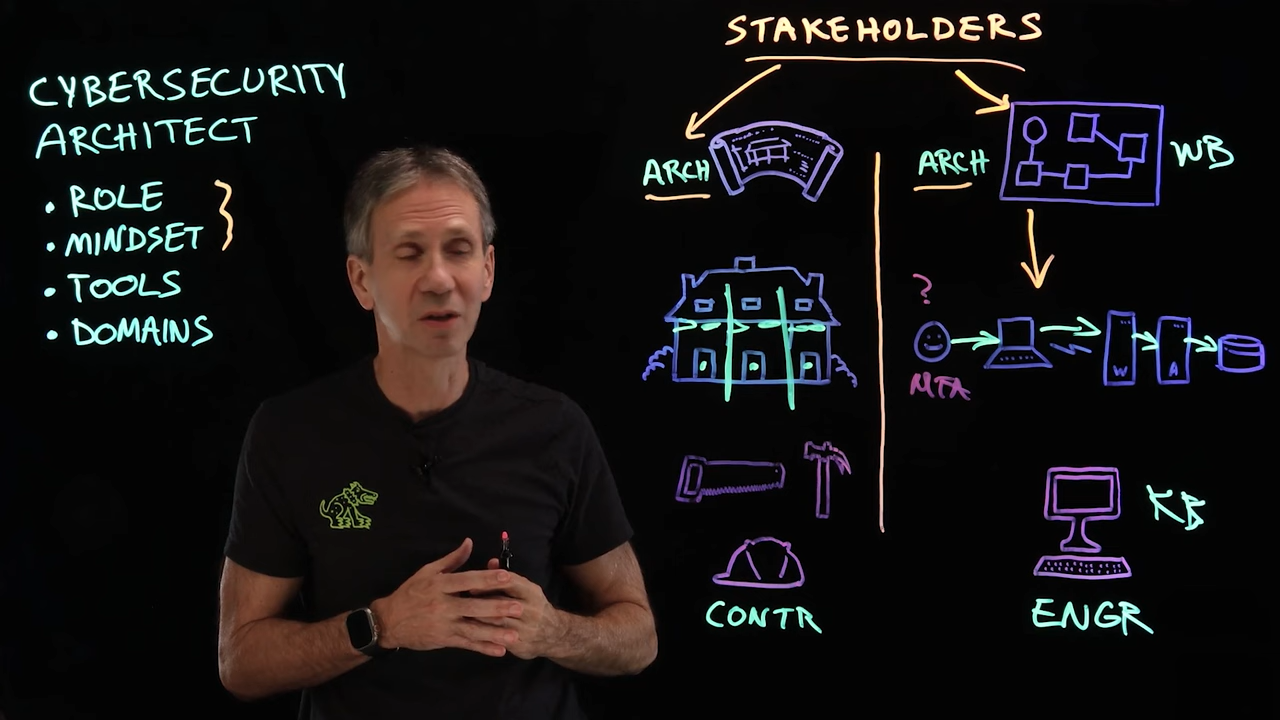 CYBERSECURITY
ARCHITECT
• ROLE
• MINDSET
• TOOLS
• DOMAINS
STAKEHOLDERS
ARCH
CONTR
ARCH
WB
?
MFA
W
A
KB
ENGR